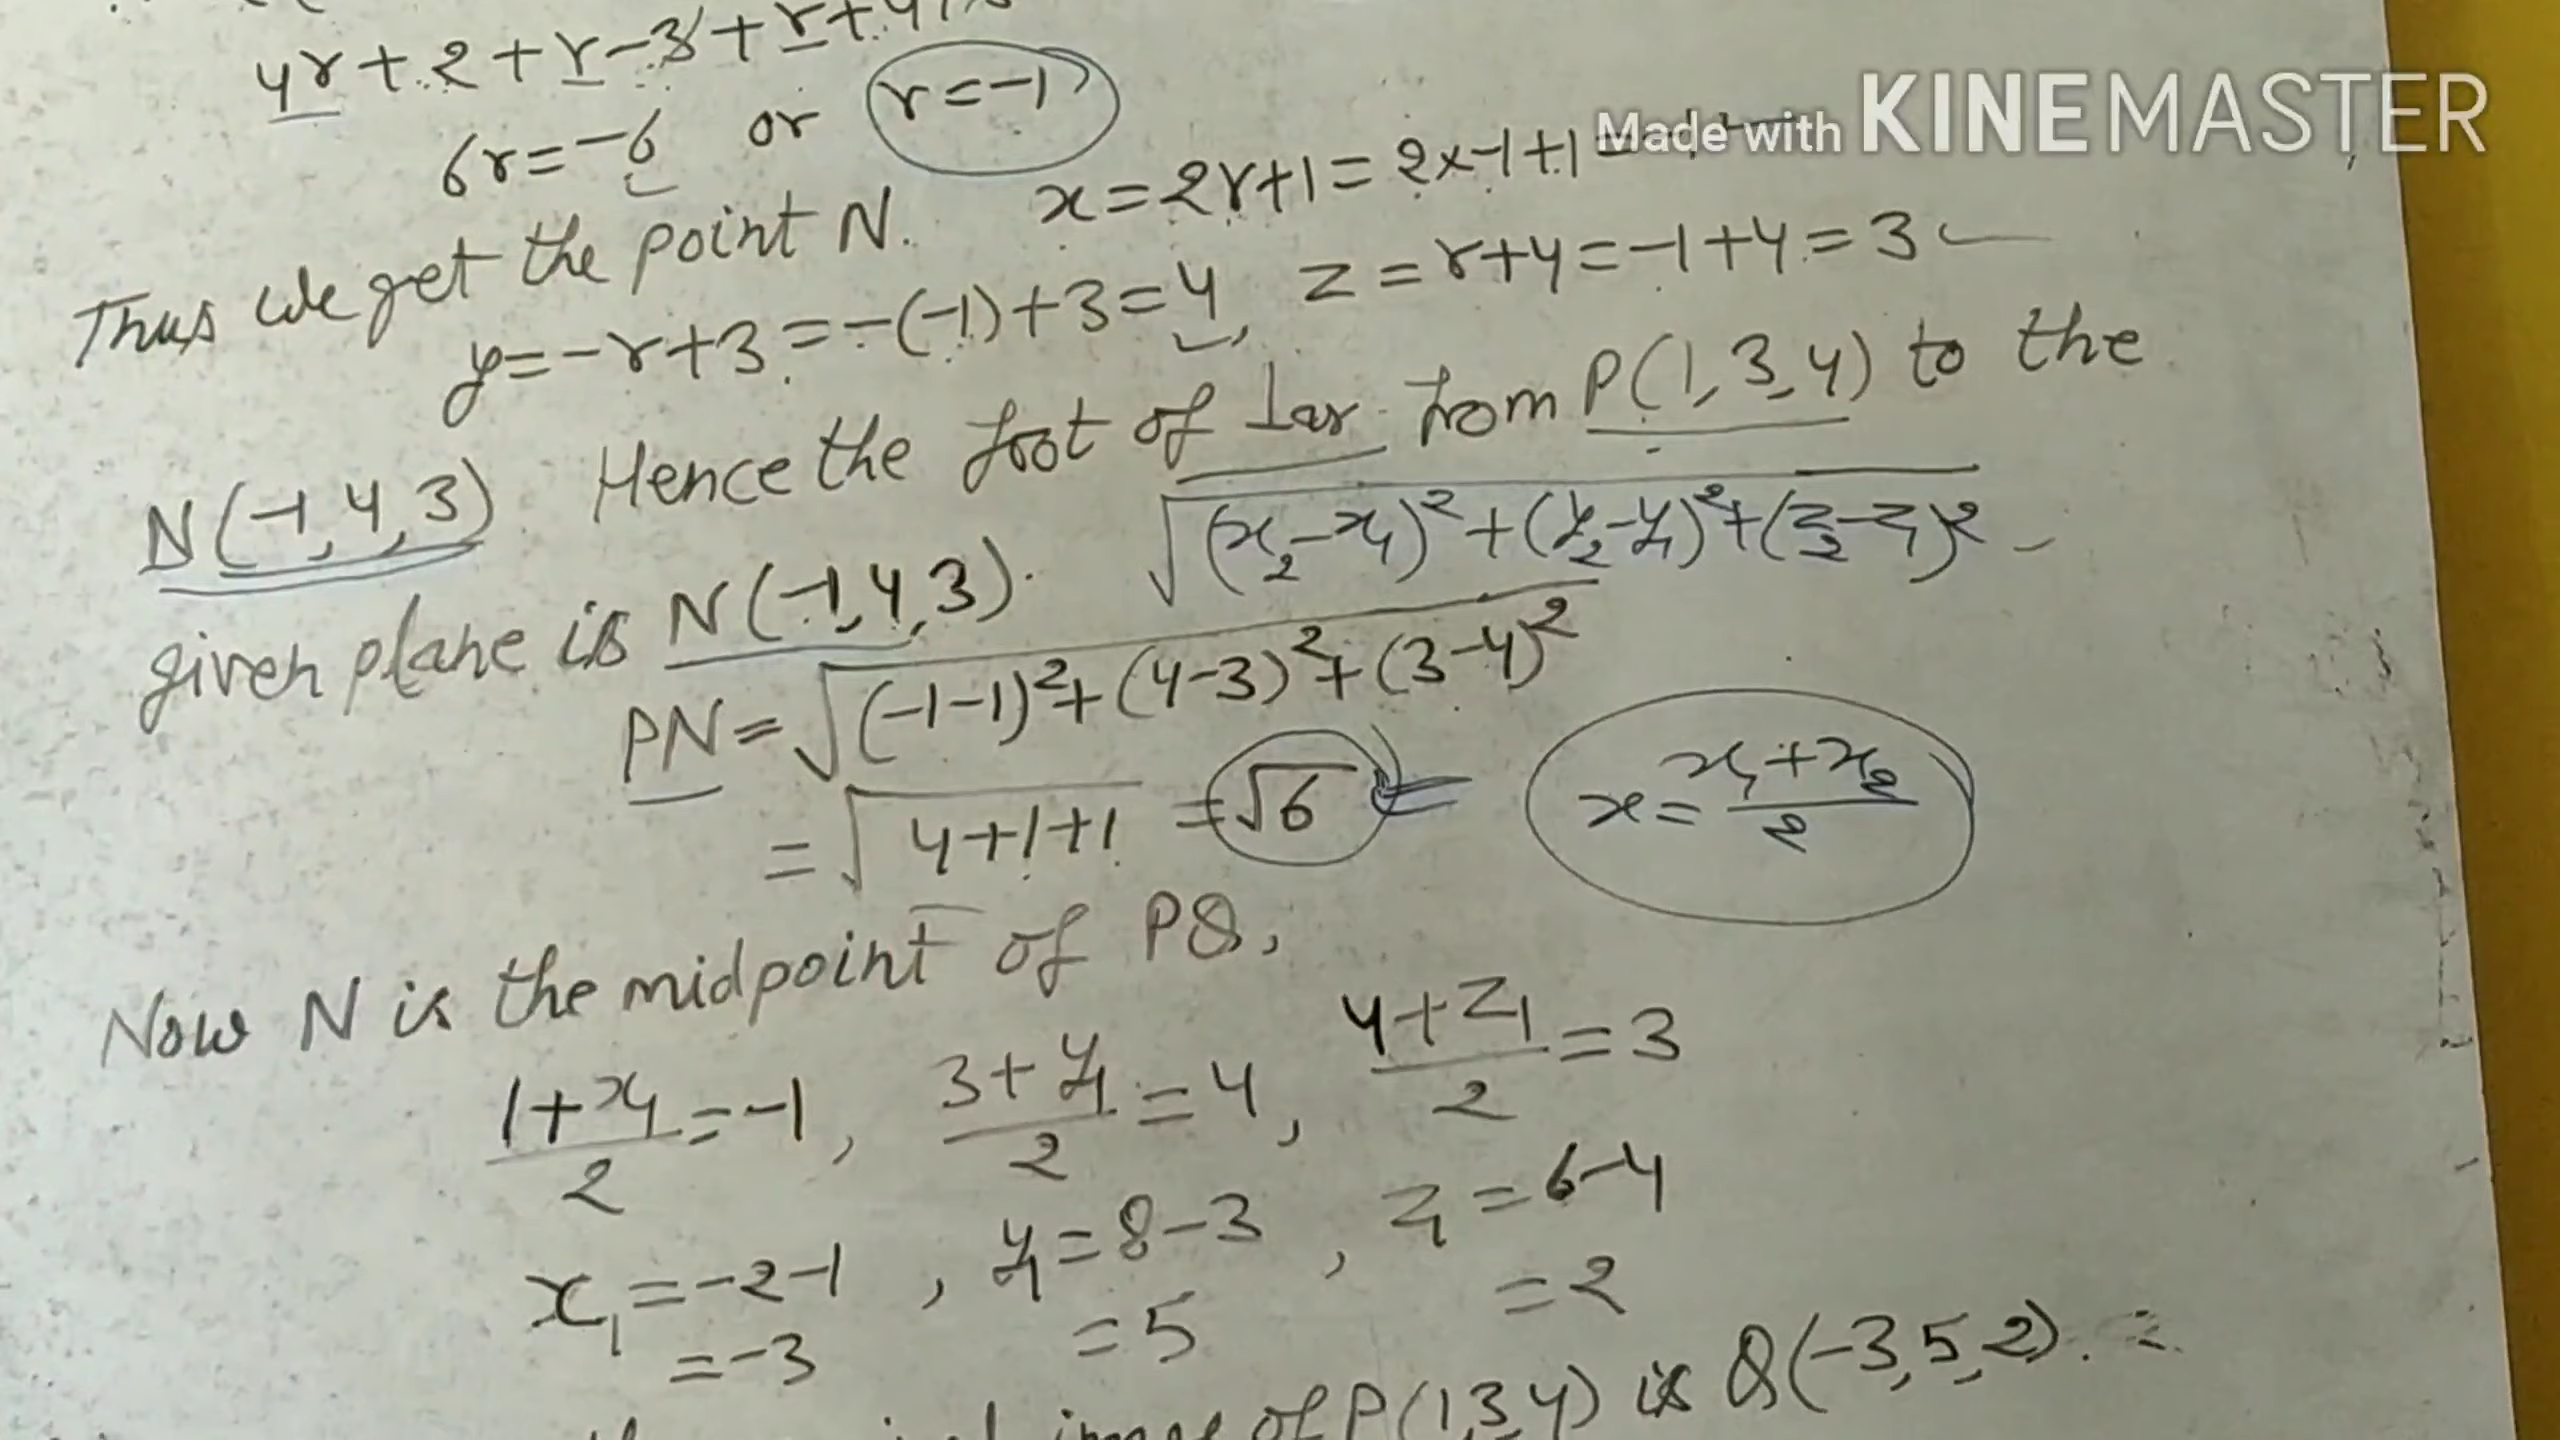 4r + 2 + r - 3 + r + 4
6r = -6 or r = -1
Made with KINEMASTER
Thus we get the point N. x = 2r+1 = 2x-1+1 = -1
y = -r+3 = -(-1)+3 = 4, z = r+4 = -1+4 = 3
N(-1,4,3) Hence the foot of ⊥ar from P(1,3,4) to the
given plane is N(-1,4,3). √(x₂-x₁)²+(y₂-y₁)²+(z₂-z₁)²
PN = √(-1-1)²+(4-3)²+(3-4)²
= √4+1+1 = √6
x = x₁+x₂/2
Now N is the midpoint of PQ,
1+x₁/2 = -1, 3+y₁/2 = 4, 4+z₁/2 = 3
x₁ = -2-1, y₁ = 8-3, z₁ = 6-4
= -3 = 5 = 2
image of P(1,3,4) is Q(-3,5,2).